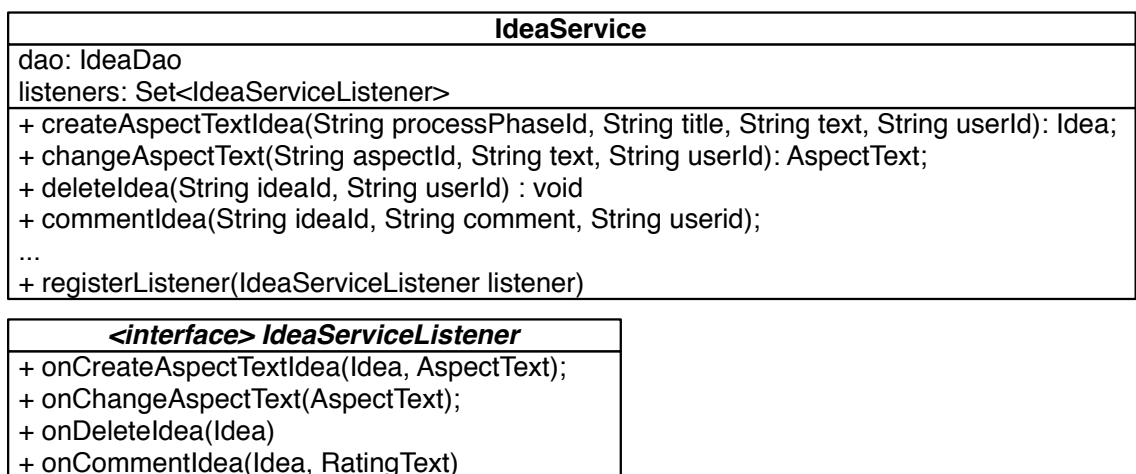 IdeaService
dao: IdeaDao
listeners: Set<IdeaServiceListener>
+ createAspectTextIdea(String processPhaseId, String title, String text, String userId): Idea;
+ changeAspectText(String aspectId, String text, String userId): AspectText;
+ deleteIdea(String ideaId, String userId) : void
+ commentIdea(String ideaId, String comment, String userid);
...
+ registerListener(IdeaServiceListener listener)
<interface> IdeaServiceListener
+ onCreateAspectTextIdea(Idea, AspectText);
+ onChangeAspectText(AspectText);
+ onDeleteIdea(Idea)
+ onCommentIdea(Idea, RatingText)